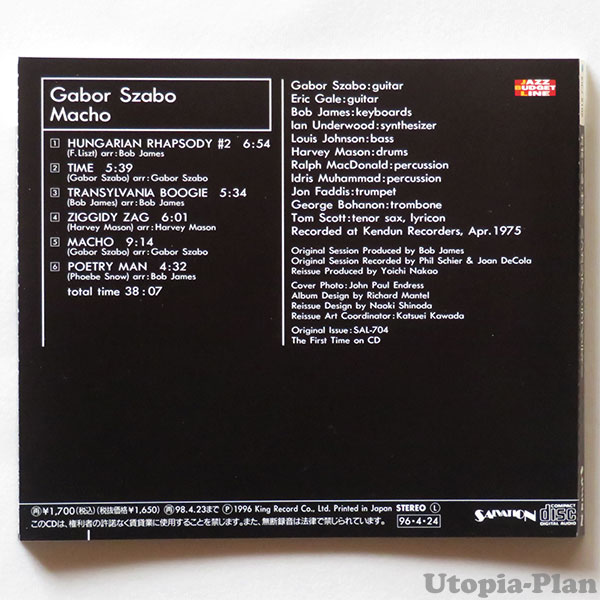 Gabor Szabo
Macho
1 HUNGARIAN RHAPSODY #2 6:54
(F. Liszt) arr: Bob James
2 TIME 5:39
(Gabor Szabo) arr: Gabor Szabo
3 TRANSYLVANIA BOOGIE 5:34
(Bob James) arr: Bob James
4 ZIGGIDY ZAG 6:01
(Harvey Mason) arr: Harvey Mason
5 MACHO 9:14
(Gabor Szabo) arr: Gabor Szabo
6 POETRY MAN 4:32
(Phoebe Snow) arr: Bob James
total time 38:07
Gabor Szabo: guitar
Eric Gale: guitar
Bob James: keyboards
Ian Underwood: synthesizer
Louis Johnson: bass
Harvey Mason: drums
Ralph MacDonald: percussion
Idris Muhammad: percussion
Jon Faddis: trumpet
George Bohanon: trombone
Tom Scott: tenor sax, lyricon
Recorded at Kendun Recorders, Apr. 1975
Original Session Produced by Bob James
Original Session Recorded by Phil Schier & Joan DeCola
Reissue Produced by Yoichi Nakao
Cover Photo: John Paul Endress
Album Design by Richard Mantel
Reissue Design by Naoki Shinoda
Reissue Art Coordinator: Katsuei Kawada
Original Issue: SAL-704
The First Time on CD
JAZZ
BUDGET
LINE
再¥1,700(税込)(税抜価格¥1,650) 再98.4.23まで Ⓟ1996 King Record Co., Ltd. Printed in Japan STEREO Ⓛ 96・4・24
このCDは、権利者の許諾なく賃貸業に使用することを禁じます。また、無断録音は法律で禁じられています。
SALVATION
COMPACT
disc
DIGITAL AUDIO
Utopia-Plan